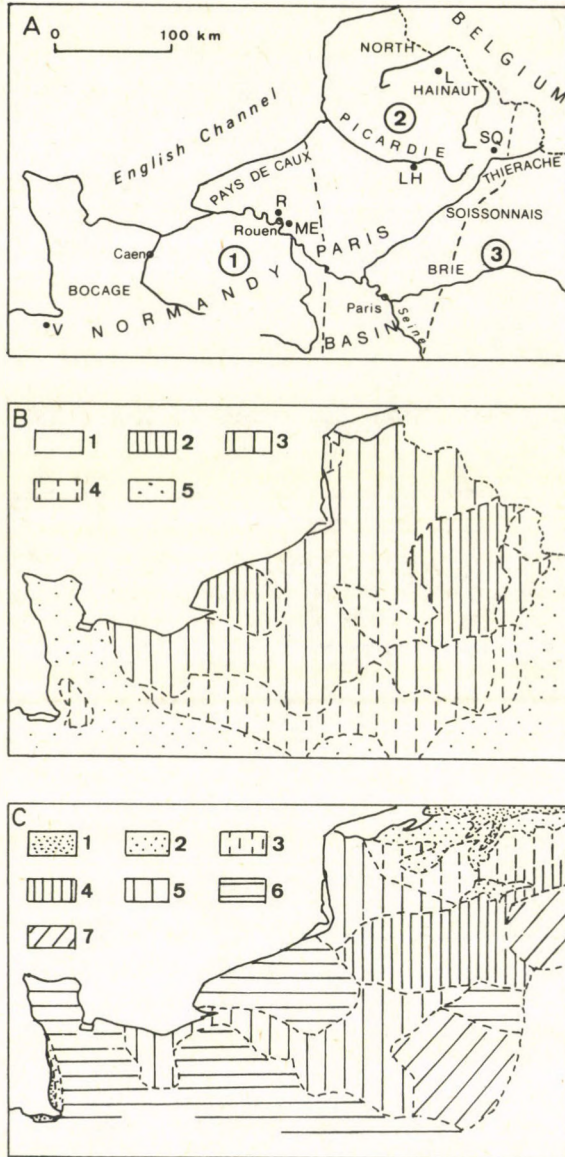 A
0 100 km
BELGIUM
NORTH
L
HAINAUT
2
PICARDIE
SQ
English Channel
LH
THIERACHE
PAYS DE CAUX
SOISSONNAIS
R
Rouen
ME
PARIS
3
Caen
1
BRIE
BOCAGE
NORMANDY
Paris
Seine
V
BASIN
B
1 2 3
4 5
C
1 2 3
4 5 6
7